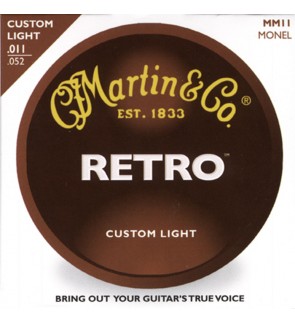 CUSTOM LIGHT
.011
.052
MM11
MONEL
C.F. Martin & Co.®
EST. 1833
RETRO™
CUSTOM LIGHT
BRING OUT YOUR GUITAR'S TRUE VOICE